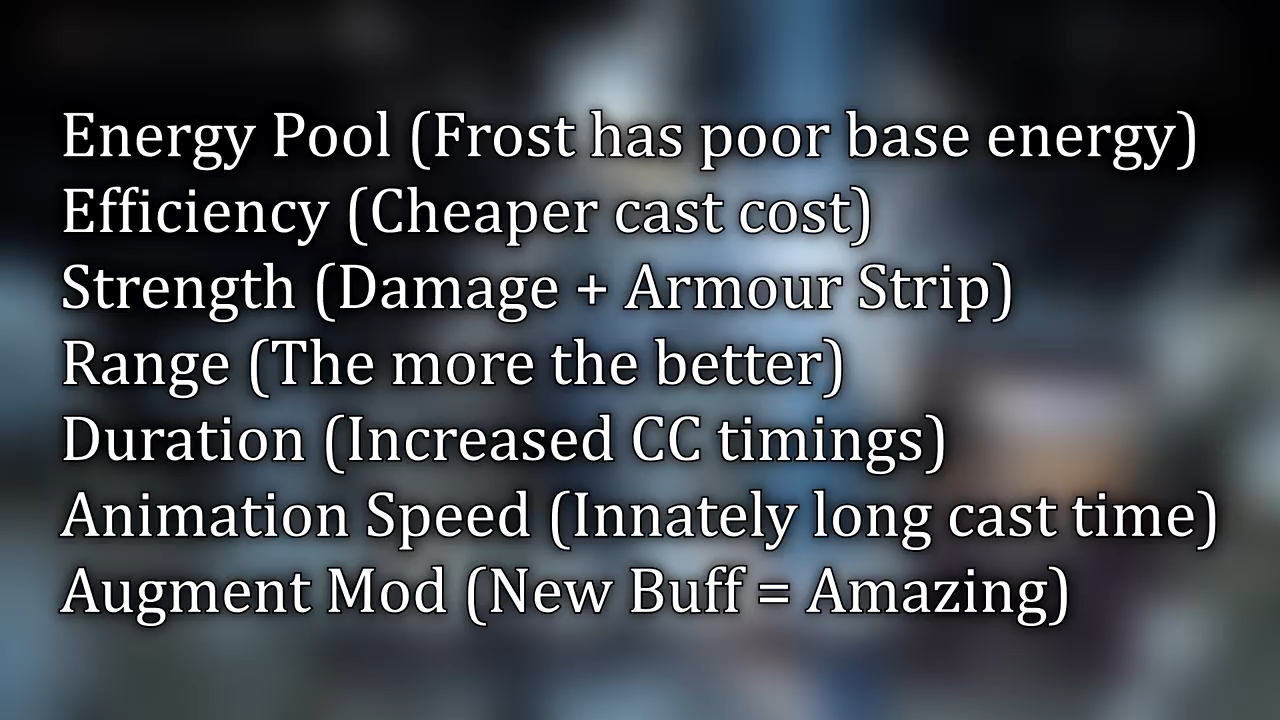 Energy Pool (Frost has poor base energy)
Efficiency (Cheaper cast cost)
Strength (Damage + Armour Strip)
Range (The more the better)
Duration (Increased CC timings)
Animation Speed (Innately long cast time)
Augment Mod (New Buff = Amazing)